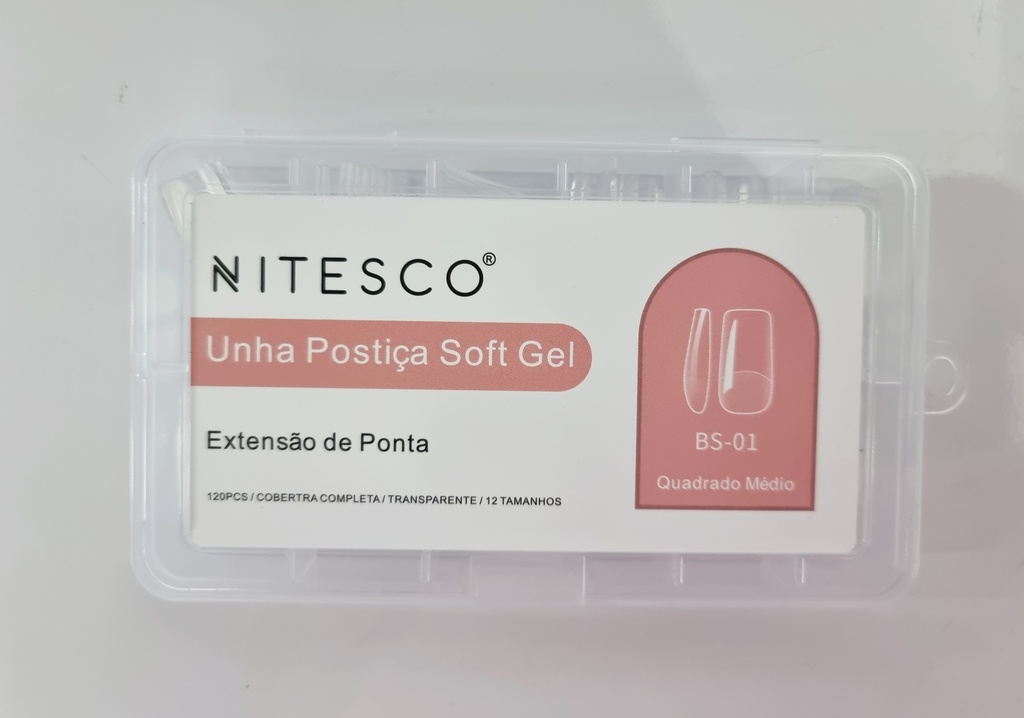 NITESCO®
Unha Postiça Soft Gel
Extensão de Ponta
120PCS / COBERTRA COMPLETA / TRANSPARENTE / 12 TAMANHOS
BS-01
Quadrado Médio